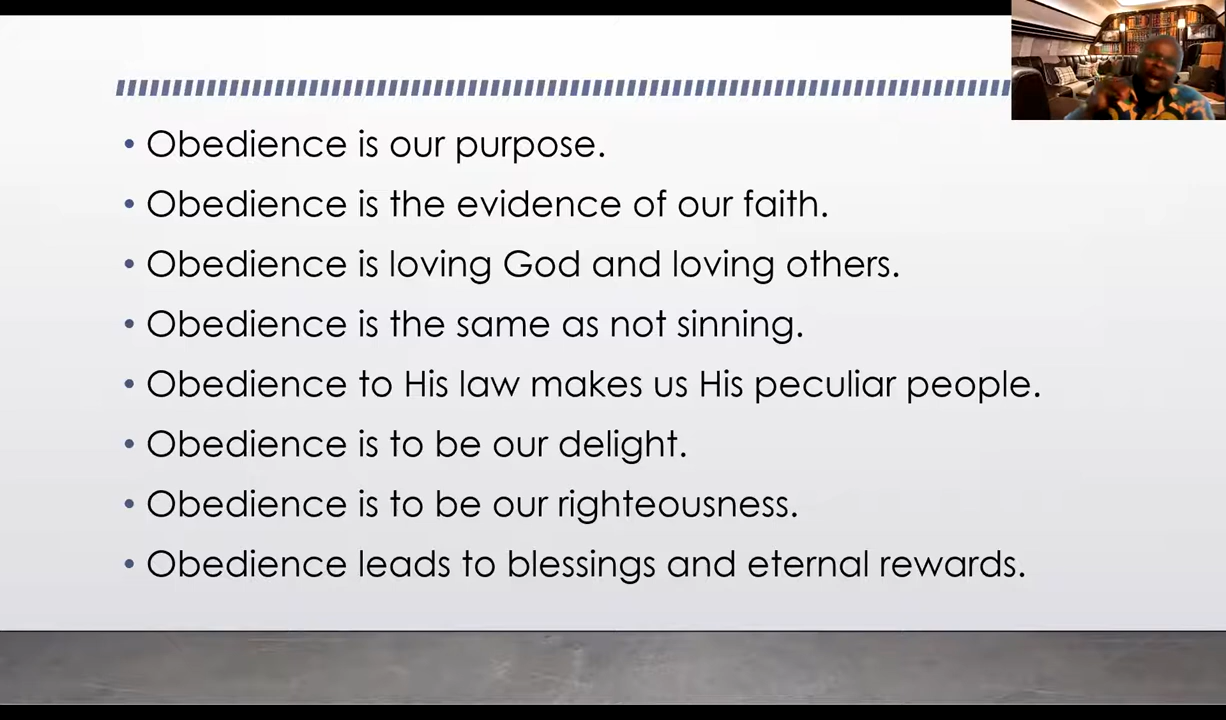 Obedience is our purpose.
Obedience is the evidence of our faith.
Obedience is loving God and loving others.
Obedience is the same as not sinning.
Obedience to His law makes us His peculiar people.
Obedience is to be our delight.
Obedience is to be our righteousness.
Obedience leads to blessings and eternal rewards.